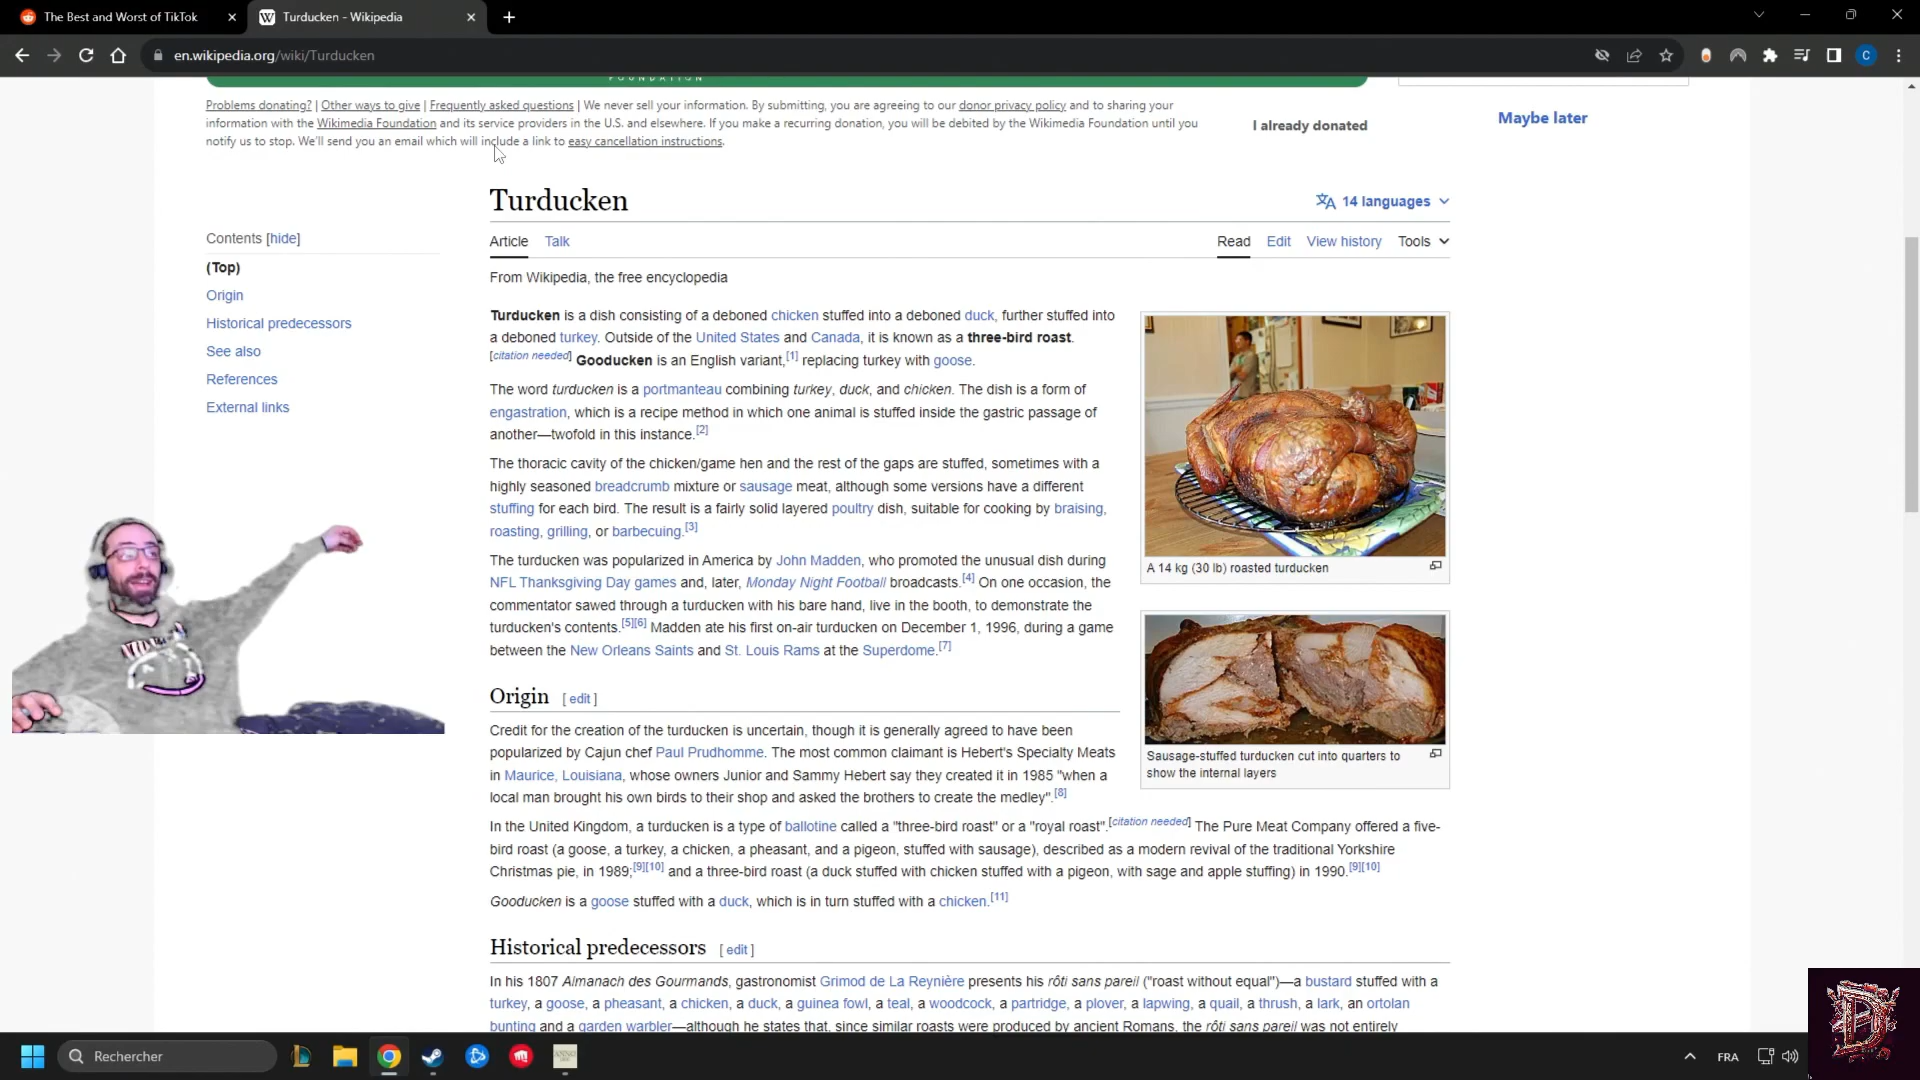 The Best and Worst of TikTok
Turducken - Wikipedia
en.wikipedia.org/wiki/Turducken
C
FOUNDATION
Problems donating? | Other ways to give | Frequently asked questions | We never sell your information. By submitting, you are agreeing to our donor privacy policy and to sharing your
information with the Wikimedia Foundation and its service providers in the U.S. and elsewhere. If you make a recurring donation, you will be debited by the Wikimedia Foundation until you
notify us to stop. We'll send you an email which will include a link to easy cancellation instructions.
I already donated
Maybe later
Turducken
14 languages
Contents [hide]
(Top)
Origin
Historical predecessors
See also
References
External links
Article Talk
Read Edit View history Tools
From Wikipedia, the free encyclopedia
Turducken is a dish consisting of a deboned chicken stuffed into a deboned duck, further stuffed into
a deboned turkey. Outside of the United States and Canada, it is known as a three-bird roast.
[citation needed] Gooducken is an English variant,[1] replacing turkey with goose.
The word turducken is a portmanteau combining turkey, duck, and chicken. The dish is a form of
engastration, which is a recipe method in which one animal is stuffed inside the gastric passage of
another—twofold in this instance.[2]
The thoracic cavity of the chicken/game hen and the rest of the gaps are stuffed, sometimes with a
highly seasoned breadcrumb mixture or sausage meat, although some versions have a different
stuffing for each bird. The result is a fairly solid layered poultry dish, suitable for cooking by braising,
roasting, grilling, or barbecuing.[3]
The turducken was popularized in America by John Madden, who promoted the unusual dish during
NFL Thanksgiving Day games and, later, Monday Night Football broadcasts.[4] On one occasion, the
commentator sawed through a turducken with his bare hand, live in the booth, to demonstrate the
turducken's contents.[5][6] Madden ate his first on-air turducken on December 1, 1996, during a game
between the New Orleans Saints and St. Louis Rams at the Superdome.[7]
A 14 kg (30 lb) roasted turducken
Sausage-stuffed turducken cut into quarters to
show the internal layers
Origin [ edit ]
Credit for the creation of the turducken is uncertain, though it is generally agreed to have been
popularized by Cajun chef Paul Prudhomme. The most common claimant is Hebert's Specialty Meats
in Maurice, Louisiana, whose owners Junior and Sammy Hebert say they created it in 1985 "when a
local man brought his own birds to their shop and asked the brothers to create the medley".[8]
In the United Kingdom, a turducken is a type of ballotine called a "three-bird roast" or a "royal roast".[citation needed] The Pure Meat Company offered a five-
bird roast (a goose, a turkey, a chicken, a pheasant, and a pigeon, stuffed with sausage), described as a modern revival of the traditional Yorkshire
Christmas pie, in 1989;[9][10] and a three-bird roast (a duck stuffed with chicken stuffed with a pigeon, with sage and apple stuffing) in 1990.[9][10]
Gooducken is a goose stuffed with a duck, which is in turn stuffed with a chicken.[11]
Historical predecessors [ edit ]
In his 1807 Almanach des Gourmands, gastronomist Grimod de La Reynière presents his rôti sans pareil ("roast without equal")—a bustard stuffed with a
turkey, a goose, a pheasant, a chicken, a duck, a guinea fowl, a teal, a woodcock, a partridge, a plover, a lapwing, a quail, a thrush, a lark, an ortolan
bunting and a garden warbler—although he states that, since similar roasts were produced by ancient Romans, the rôti sans pareil was not entirely
Rechercher
ANNO
FRA